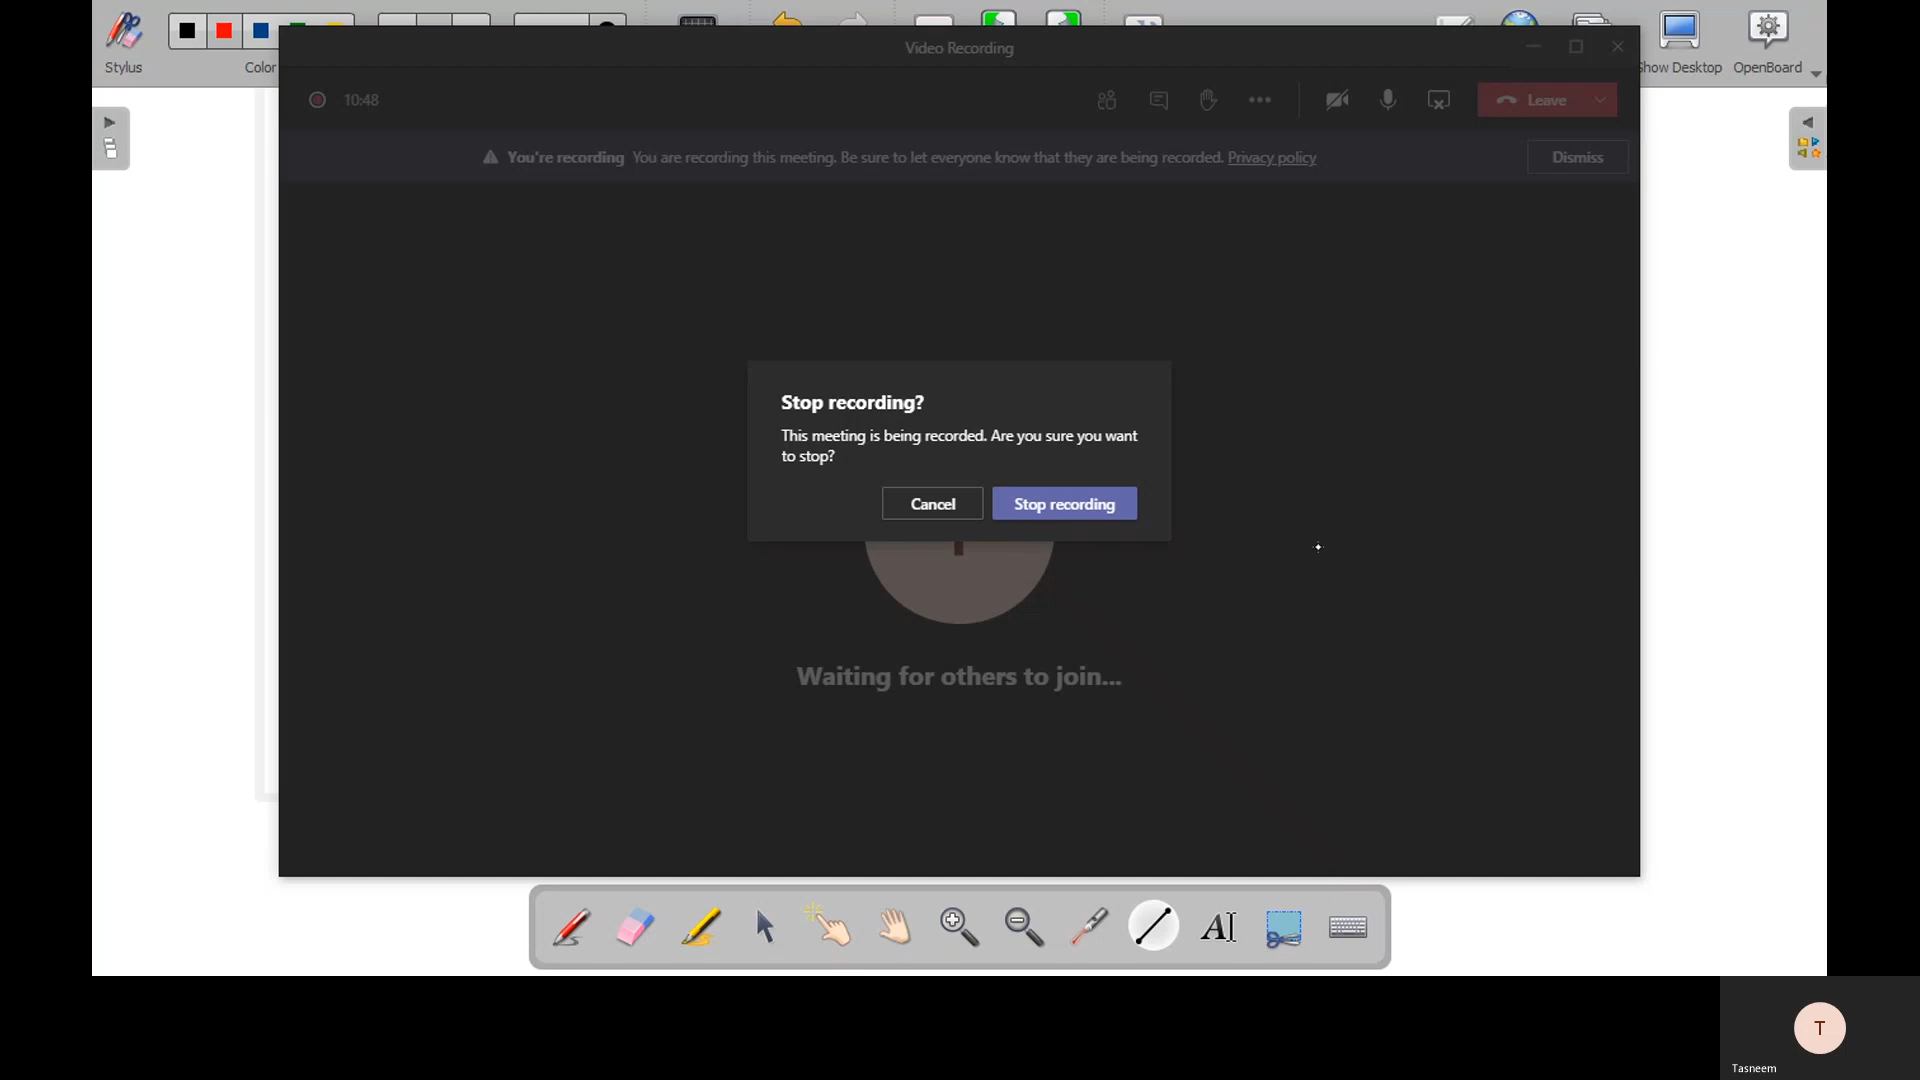 Stylus
Color
Show Desktop
OpenBoard
Video Recording
10:48
Leave
You're recording You are recording this meeting. Be sure to let everyone know that they are being recorded. Privacy policy
Dismiss
Stop recording?
This meeting is being recorded. Are you sure you want
to stop?
Cancel
Stop recording
Waiting for others to join...
AI
T
Tasneem